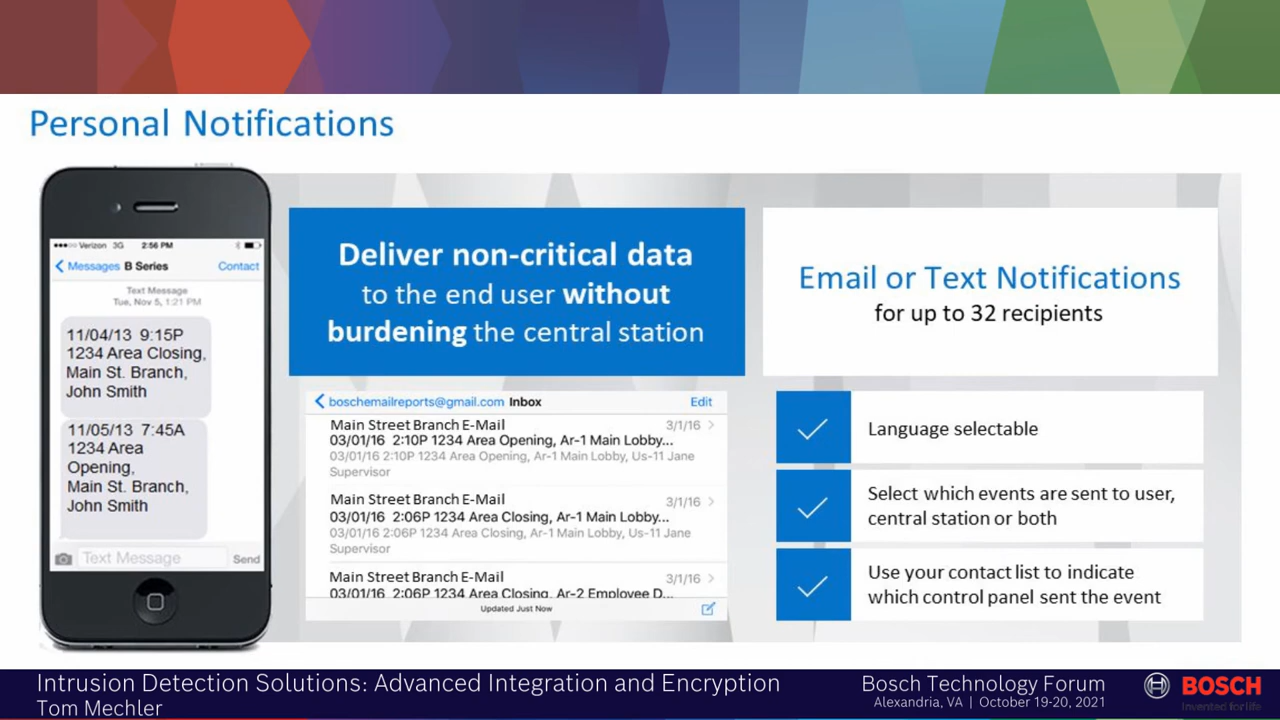 Personal Notifications
Verizon 3G 2:56 PM
Messages B Series Contact
Text Message
Tue, Nov 5, 1:21 PM
11/04/13 9:15P
1234 Area Closing,
Main St. Branch,
John Smith
11/05/13 7:45A
1234 Area
Opening,
Main St. Branch,
John Smith
Text Message Send
Deliver non-critical data
to the end user without
burdening the central station
boschemailreports@gmail.com Inbox Edit
Main Street Branch E-Mail 3/1/16
03/01/16 2:10P 1234 Area Opening, Ar-1 Main Lobby...
03/01/16 2:10P 1234 Area Opening, Ar-1 Main Lobby, Us-11 Jane
Supervisor
Main Street Branch E-Mail 3/1/16
03/01/16 2:06P 1234 Area Closing, Ar-1 Main Lobby...
03/01/16 2:06P 1234 Area Closing, Ar-1 Main Lobby, Us-11 Jane
Supervisor
Main Street Branch E-Mail 3/1/16
03/01/16 2:06P 1234 Area Closing, Ar-2 Employee D...
Updated Just Now
Email or Text Notifications
for up to 32 recipients
Language selectable
Select which events are sent to user,
central station or both
Use your contact list to indicate
which control panel sent the event
Intrusion Detection Solutions: Advanced Integration and Encryption
Tom Mechler
Bosch Technology Forum
Alexandria, VA | October 19-20, 2021
BOSCH
Invented for life